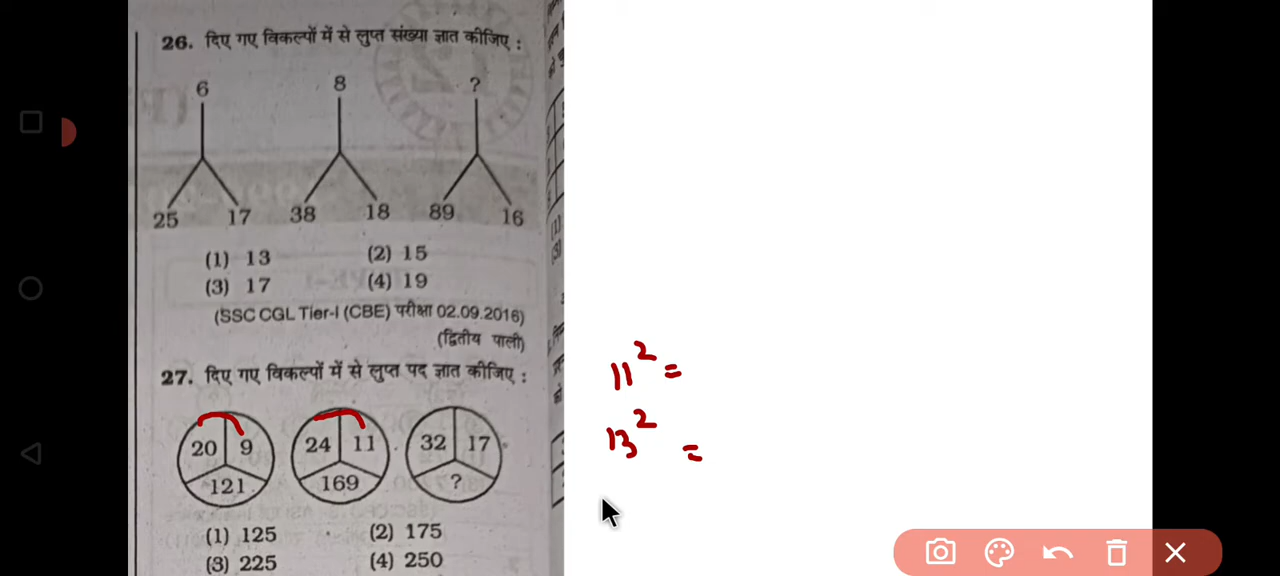 26. दिए गए विकल्पों में से लुप्त संख्या ज्ञात कीजिए :
6 8 ?
25 17 38 18 89 16
(1) 13 (2) 15
(3) 17 (4) 19
(SSC CGL Tier-I (CBE) परीक्षा 02.09.2016)
(द्वितीय पाली)
27. दिए गए विकल्पों में से लुप्त पद ज्ञात कीजिए :
20 9 24 11 32 17
121 169 ?
(1) 125 (2) 175
(3) 225 (4) 250
11² =
13² =